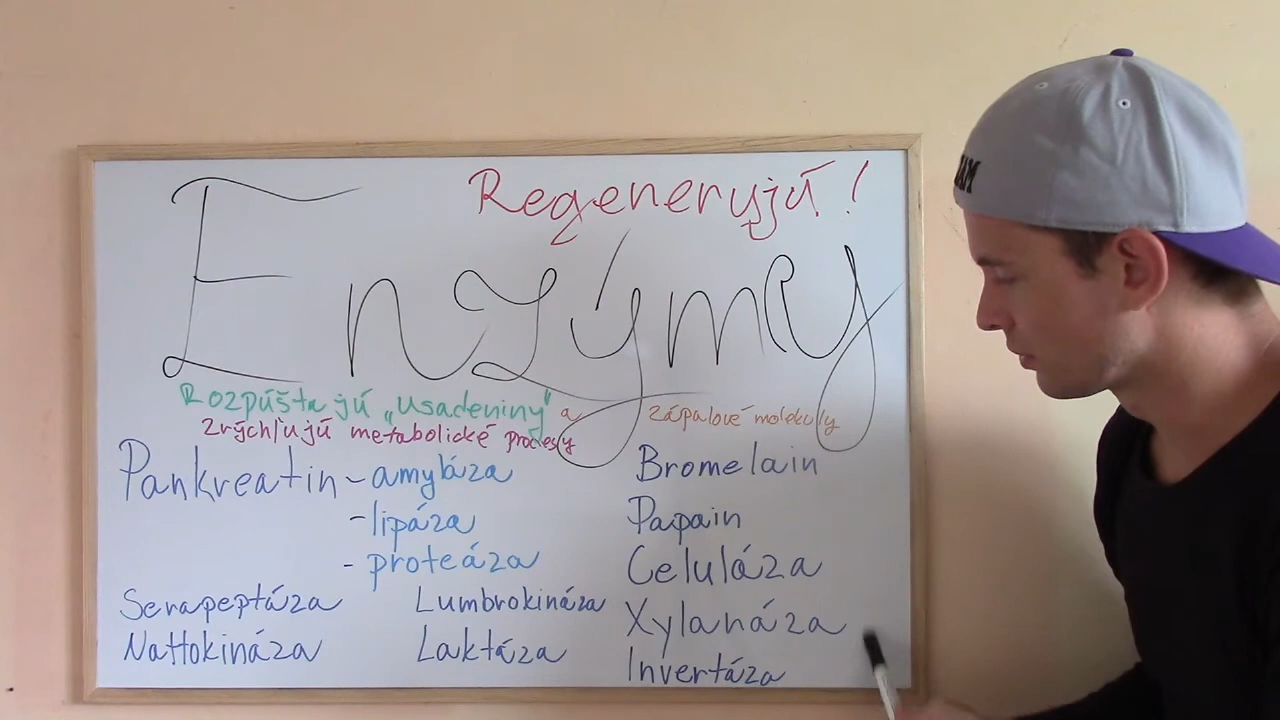 Regenerujú!
Enzýmy
Rozpúšťajú „usadeniny" a zápalové molekuly
Zrýchľujú metabolické procesy
Pankreatin - amyláza
- lipáza
- proteáza
Serapeptáza
Nattokináza
Lumbrokináza
Laktáza
Bromelain
Papain
Celuláza
Xylanáza
Invertáza